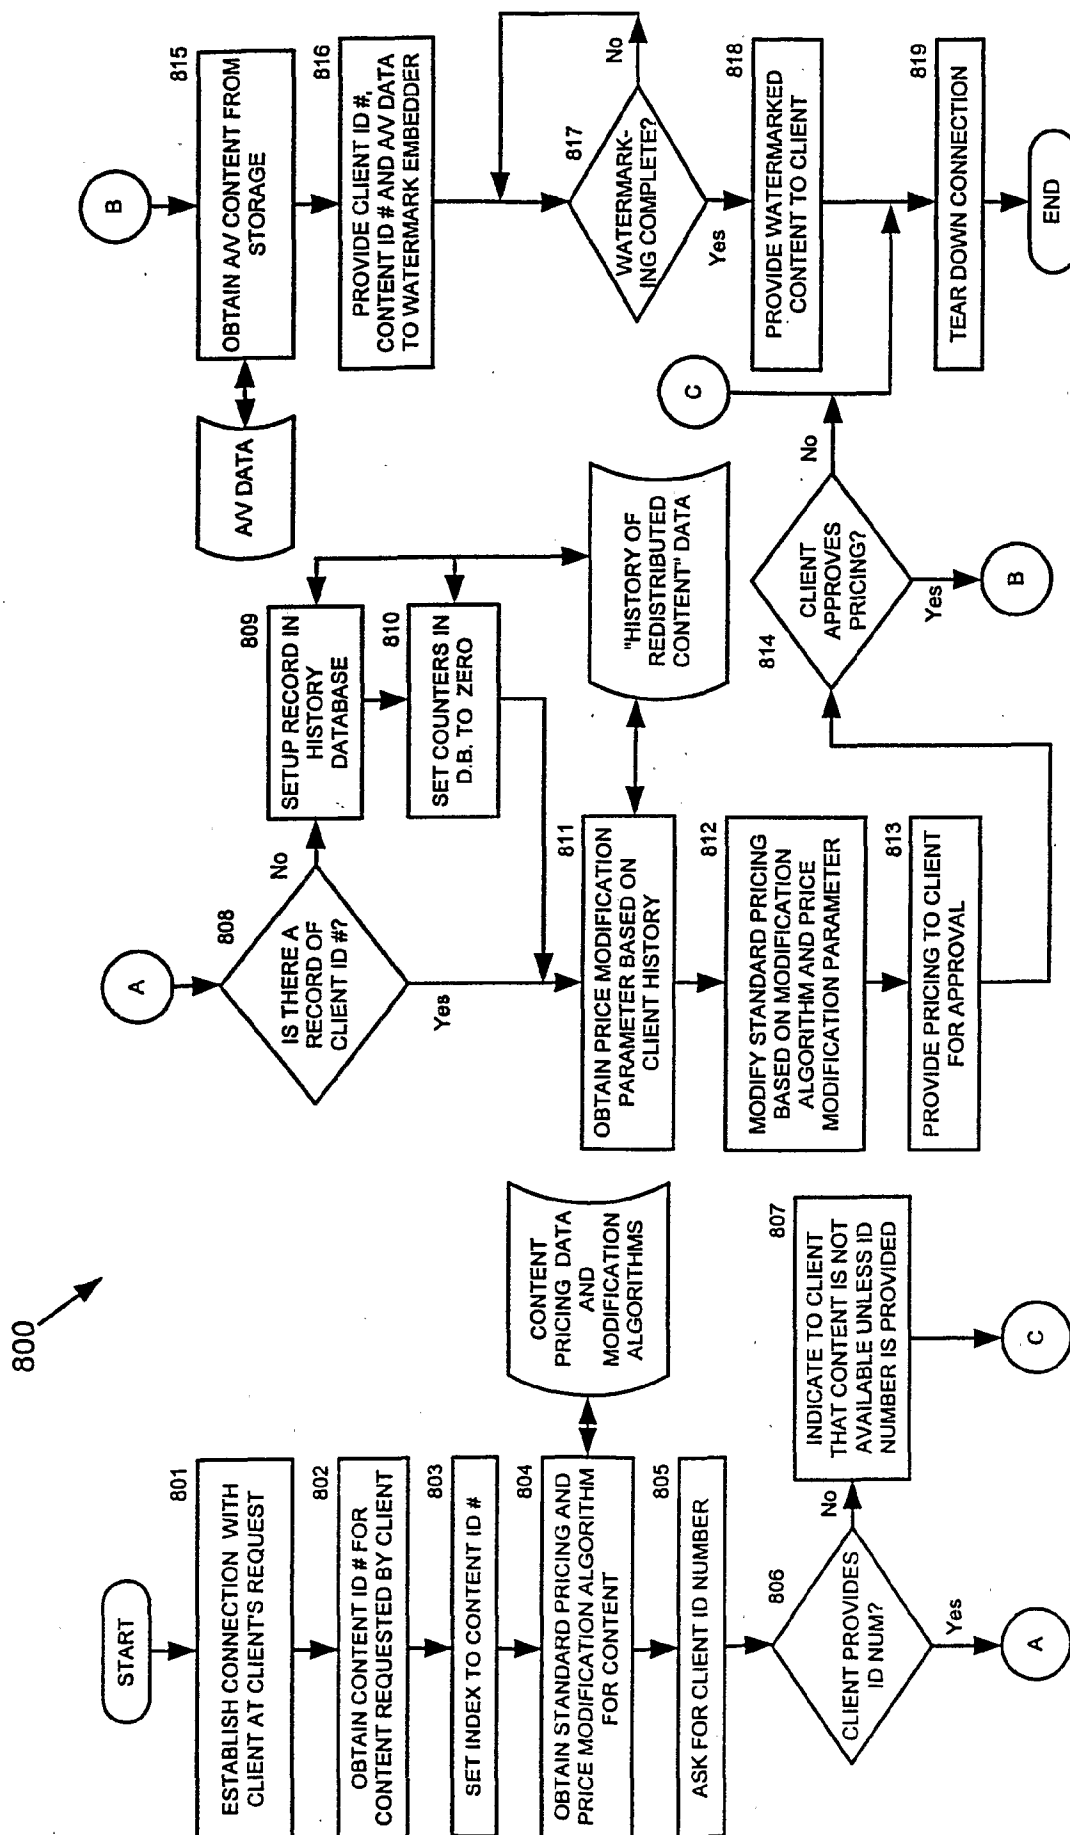 800
START
801
ESTABLISH CONNECTION WITH
CLIENT AT CLIENT'S REQUEST
802
OBTAIN CONTENT ID # FOR
CONTENT REQUESTED BY CLIENT
803
SET INDEX TO CONTENT ID #
804
OBTAIN STANDARD PRICING AND
PRICE MODIFICATION ALGORITHM
FOR CONTENT
CONTENT
PRICING DATA
AND
MODIFICATION
ALGORITHMS
805
ASK FOR CLIENT ID NUMBER
806
CLIENT PROVIDES
ID NUM?
No
Yes
A
807
INDICATE TO CLIENT
THAT CONTENT IS NOT
AVAILABLE UNLESS ID
NUMBER IS PROVIDED
C
A
808
IS THERE A
RECORD OF
CLIENT ID #?
No
Yes
809
SETUP RECORD IN
HISTORY
DATABASE
810
SET COUNTERS IN
D.B. TO ZERO
811
OBTAIN PRICE MODIFICATION
PARAMETER BASED ON
CLIENT HISTORY
"HISTORY OF
REDISTRIBUTED
CONTENT" DATA
812
MODIFY STANDARD PRICING
BASED ON MODIFICATION
ALGORITHM AND PRICE
MODIFICATION PARAMETER
813
PROVIDE PRICING TO CLIENT
FOR APPROVAL
814
CLIENT
APPROVES
PRICING?
No
Yes
B
C
B
815
OBTAIN A/V CONTENT FROM
STORAGE
A/V DATA
816
PROVIDE CLIENT ID #,
CONTENT ID # AND A/V DATA
TO WATERMARK EMBEDDER
817
WATERMARK-
ING COMPLETE?
No
Yes
818
PROVIDE WATERMARKED
CONTENT TO CLIENT
819
TEAR DOWN CONNECTION
END